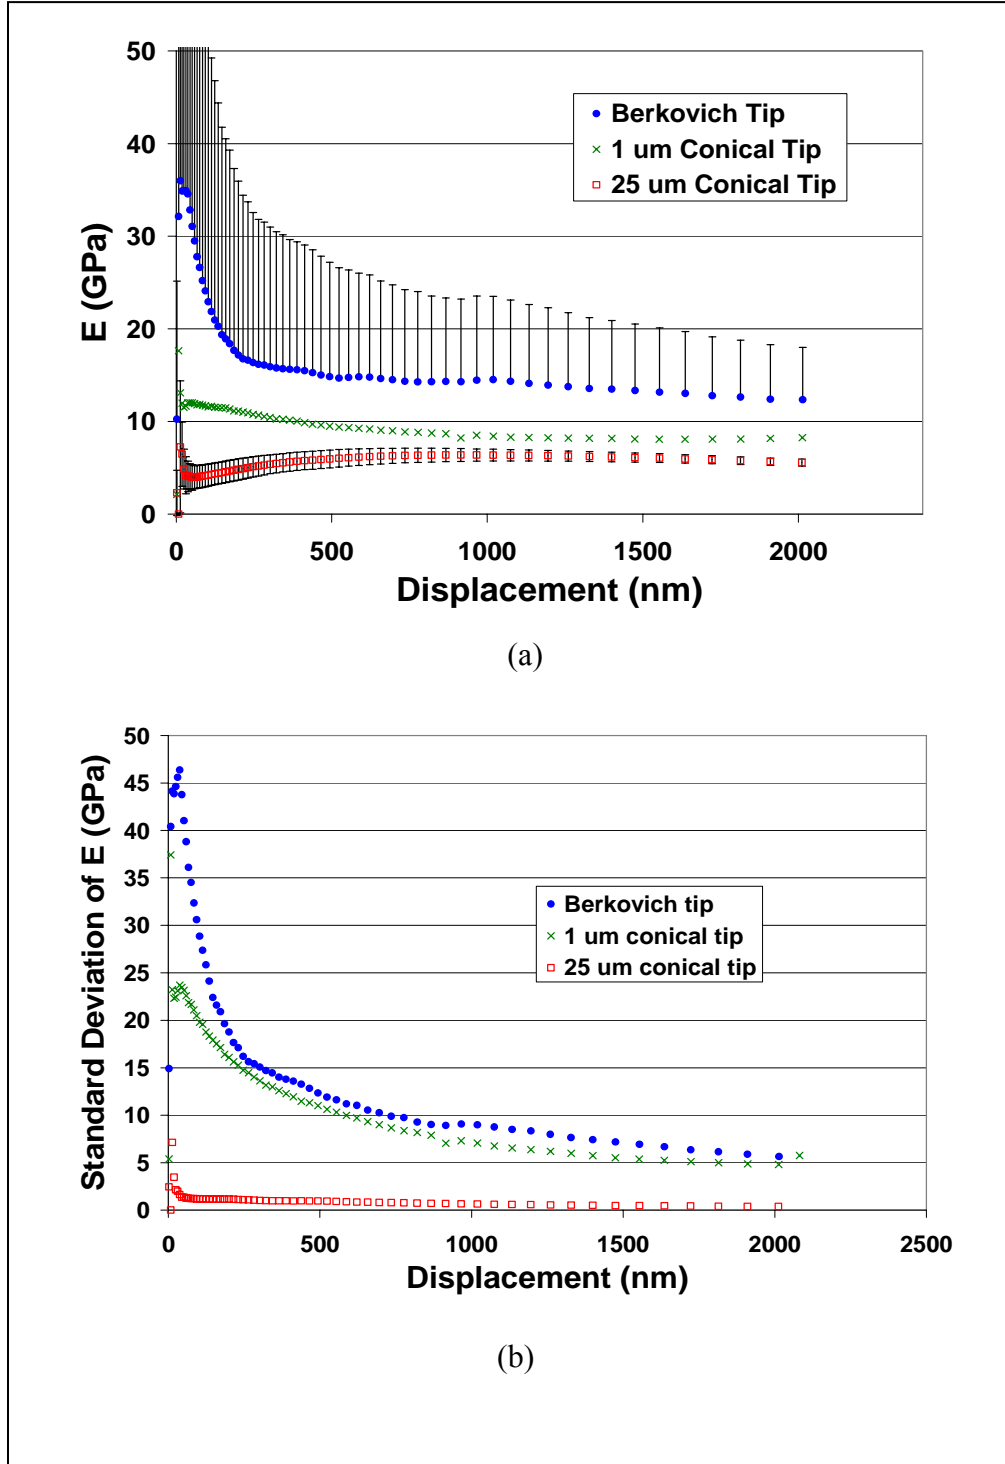 50
40
30
20
10
0
E (GPa)
Berkovich Tip
1 um Conical Tip
25 um Conical Tip
0 500 1000 1500 2000
Displacement (nm)
(a)
50
45
40
35
30
25
20
15
10
5
0
Standard Deviation of E (GPa)
Berkovich tip
1 um conical tip
25 um conical tip
0 500 1000 1500 2000 2500
Displacement (nm)
(b)